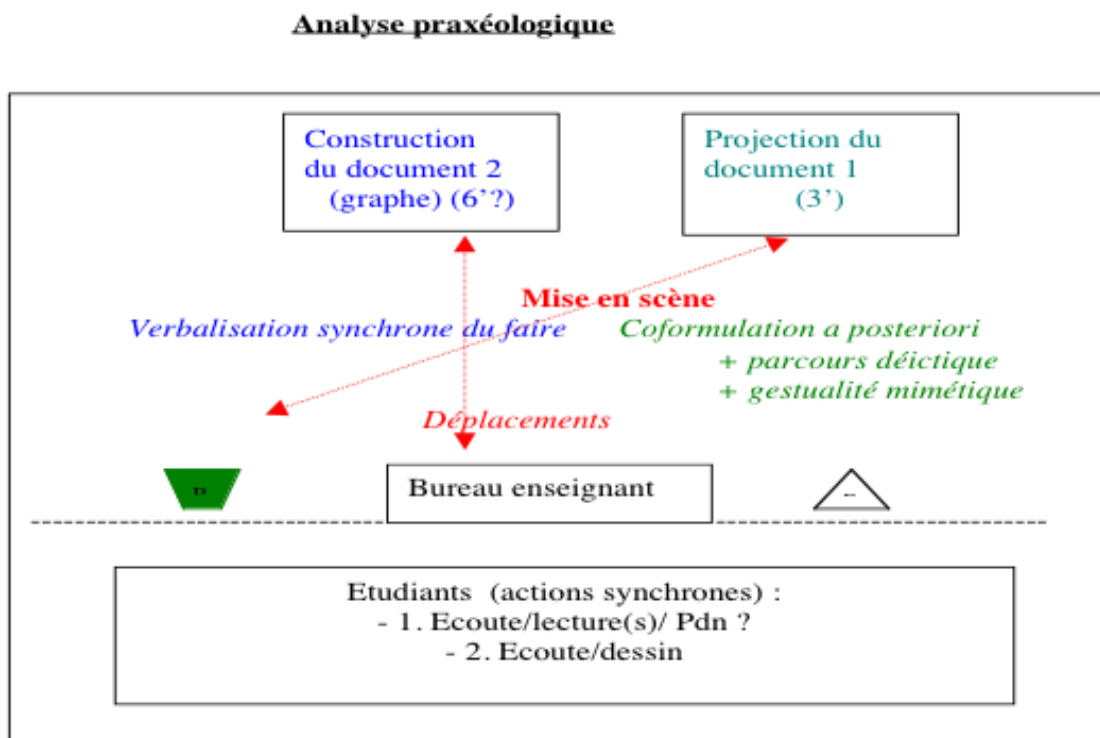 Analyse praxéologique
Construction
du document 2
(graphe) (6’?)
Projection du
document 1
(3’)
Mise en scène
Verbalisation synchrone du faire
Coformulation a posteriori
+ parcours déictique
+ gestualité mimétique
Déplacements
Bureau enseignant
Etudiants (actions synchrones) :
- 1. Ecoute/lecture(s)/ Pdn ?
- 2. Ecoute/dessin